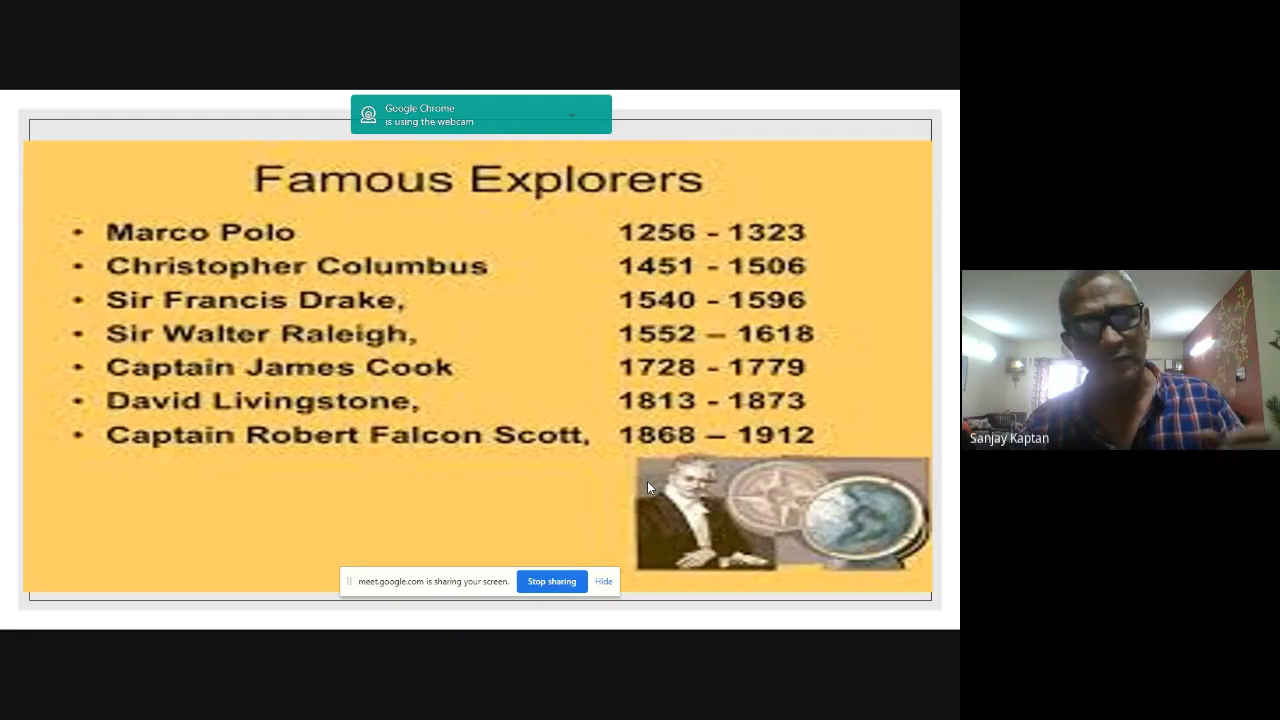 Google Chrome
is using the webcam
Famous Explorers
• Marco Polo 1256 - 1323
• Christopher Columbus 1451 - 1506
• Sir Francis Drake, 1540 - 1596
• Sir Walter Raleigh, 1552 – 1618
• Captain James Cook 1728 - 1779
• David Livingstone, 1813 - 1873
• Captain Robert Falcon Scott, 1868 – 1912
meet.google.com is sharing your screen. Stop sharing Hide
Sanjay Kaptan